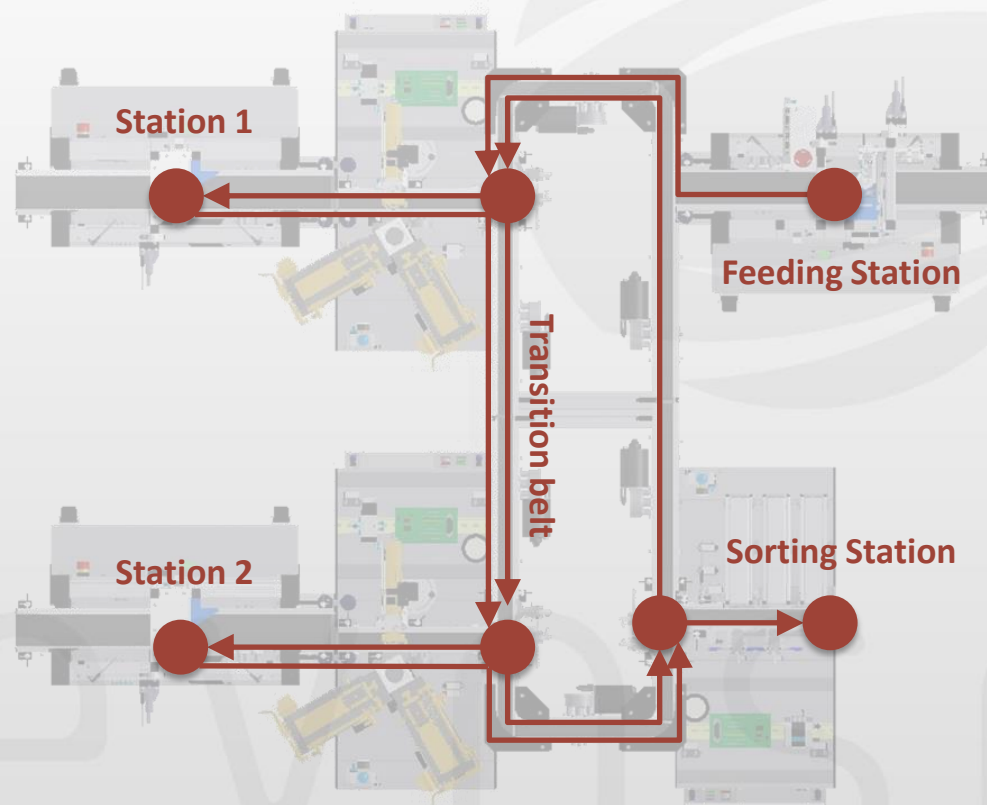 Station 1
Feeding Station
Transition belt
Sorting Station
Station 2